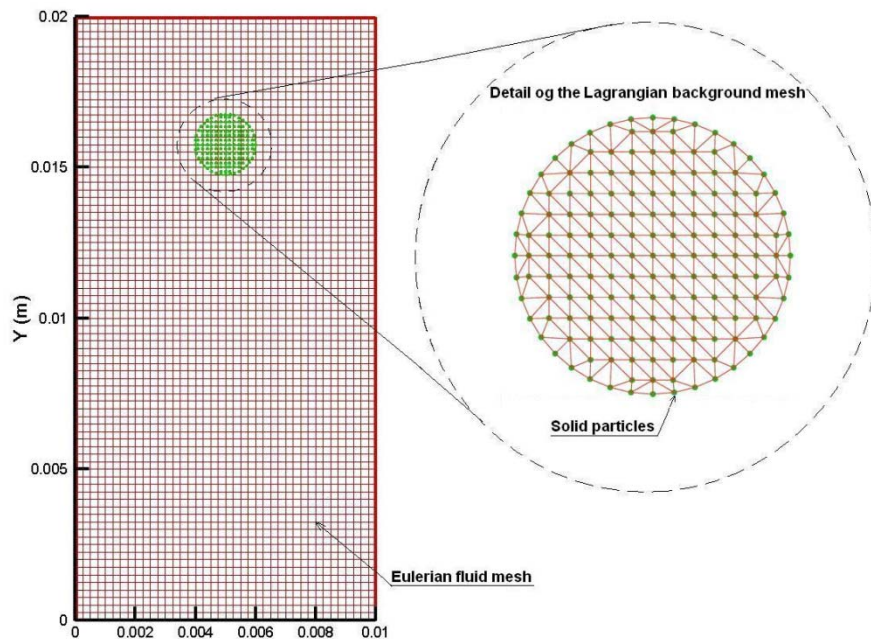 0.02
Detail og the Lagrangian background mesh
0.015
Y (m)
0.01
Solid particles
0.005
Eulerian fluid mesh
0
0 0.002 0.004 0.006 0.008 0.01